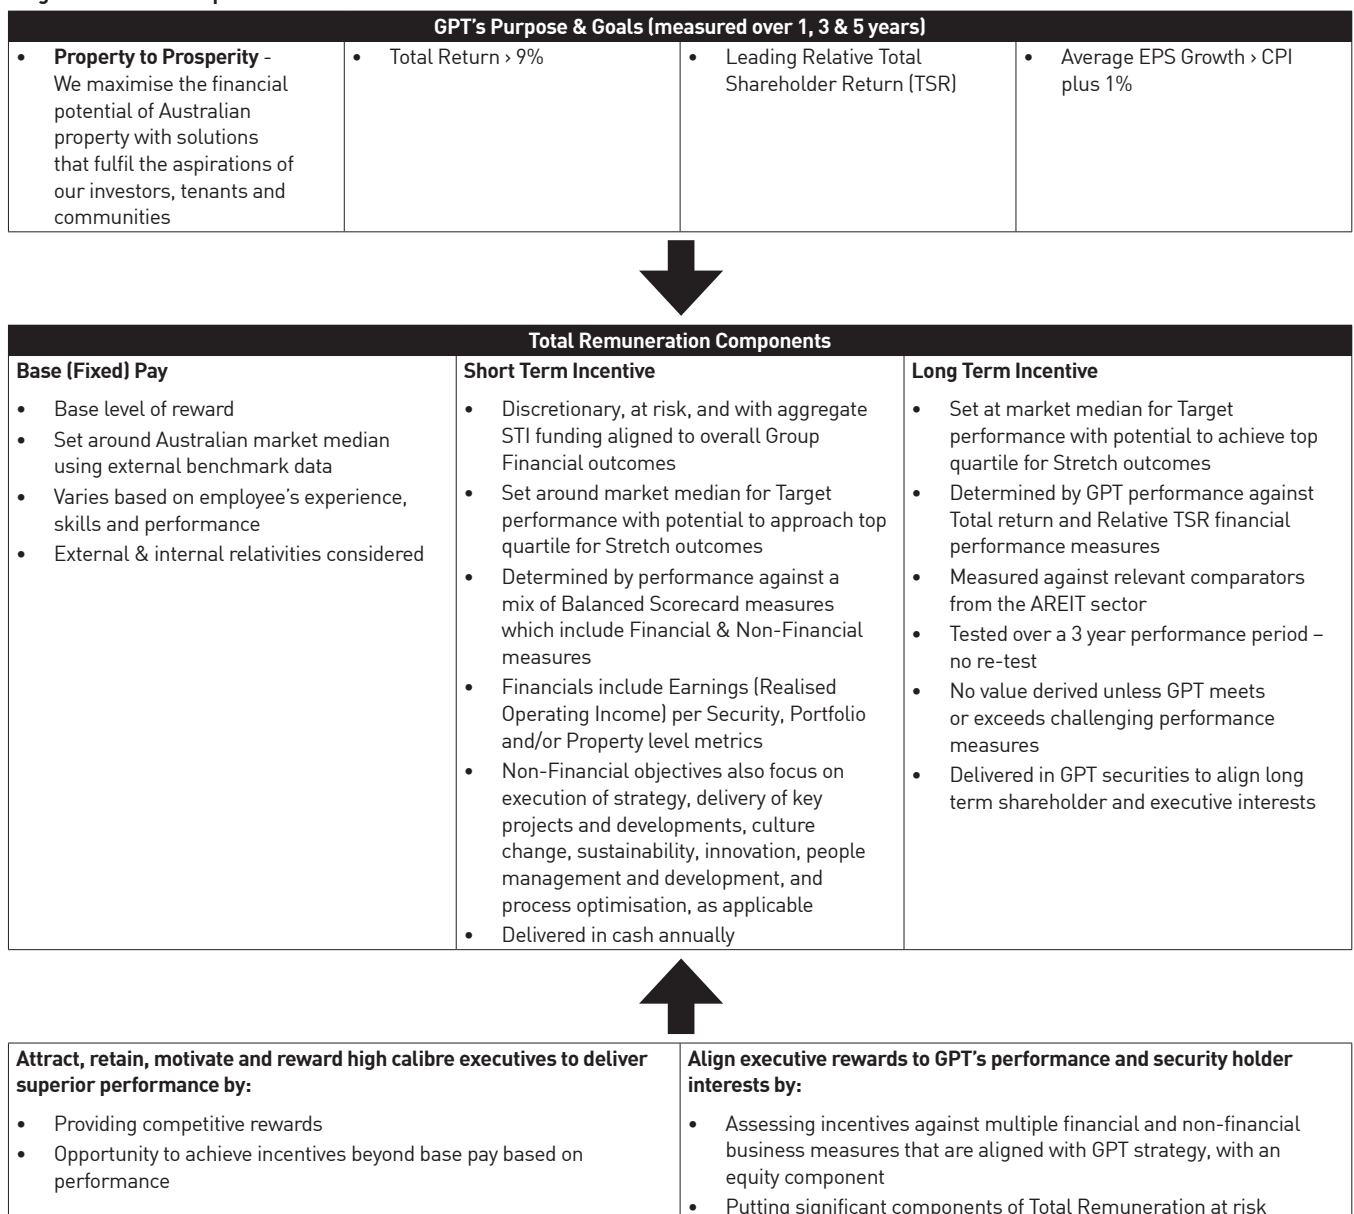 GPT's Purpose & Goals (measured over 1, 3 & 5 years)
• Property to Prosperity -
We maximise the financial
potential of Australian
property with solutions
that fulfil the aspirations of
our investors, tenants and
communities
• Total Return › 9%
• Leading Relative Total
Shareholder Return (TSR)
• Average EPS Growth › CPI
plus 1%
Total Remuneration Components
Base (Fixed) Pay
• Base level of reward
• Set around Australian market median
using external benchmark data
• Varies based on employee's experience,
skills and performance
• External & internal relativities considered
Short Term Incentive
• Discretionary, at risk, and with aggregate
STI funding aligned to overall Group
Financial outcomes
• Set around market median for Target
performance with potential to approach top
quartile for Stretch outcomes
• Determined by performance against a
mix of Balanced Scorecard measures
which include Financial & Non-Financial
measures
• Financials include Earnings (Realised
Operating Income) per Security, Portfolio
and/or Property level metrics
• Non-Financial objectives also focus on
execution of strategy, delivery of key
projects and developments, culture
change, sustainability, innovation, people
management and development, and
process optimisation, as applicable
• Delivered in cash annually
Long Term Incentive
• Set at market median for Target
performance with potential to achieve top
quartile for Stretch outcomes
• Determined by GPT performance against
Total return and Relative TSR financial
performance measures
• Measured against relevant comparators
from the AREIT sector
• Tested over a 3 year performance period –
no re-test
• No value derived unless GPT meets
or exceeds challenging performance
measures
• Delivered in GPT securities to align long
term shareholder and executive interests
Attract, retain, motivate and reward high calibre executives to deliver
superior performance by:
• Providing competitive rewards
• Opportunity to achieve incentives beyond base pay based on
performance
Align executive rewards to GPT's performance and security holder
interests by:
• Assessing incentives against multiple financial and non-financial
business measures that are aligned with GPT strategy, with an
equity component
• Putting significant components of Total Remuneration at risk